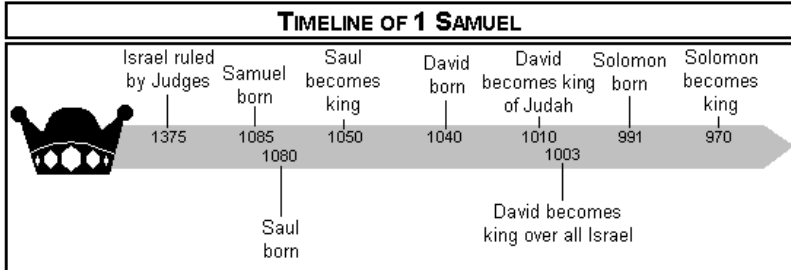 TIMELINE OF 1 SAMUEL
Israel ruled
by Judges
Samuel
born
Saul
becomes
king
David
born
David
becomes king
of Judah
Solomon
born
Solomon
becomes
king
1375
1085
1050
1040
1010
991
970
1080
1003
Saul
born
David becomes
king over all Israel